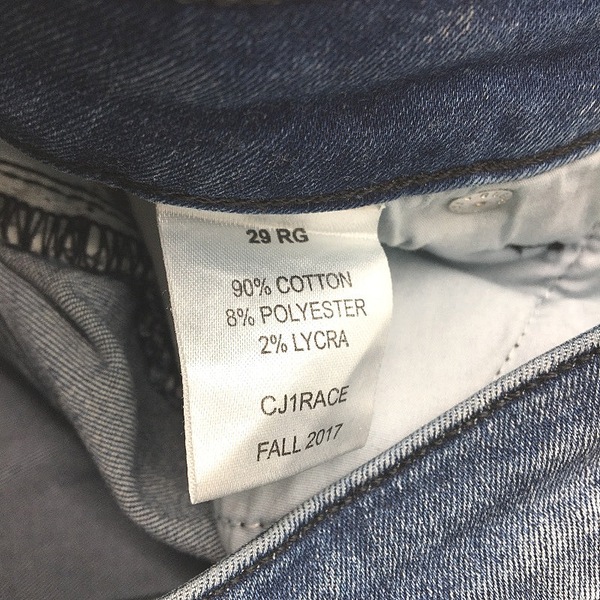 29 RG
90% COTTON
8% POLYESTER
2% LYCRA
CJ1RACE
FALL 2017